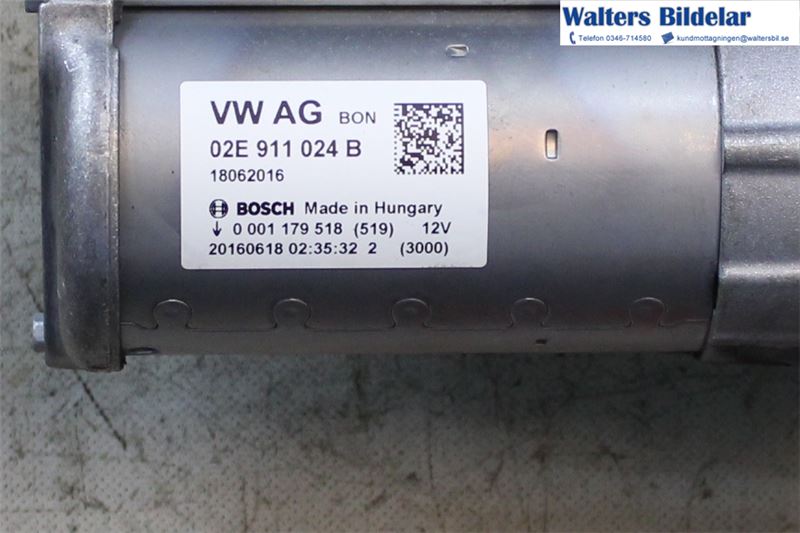 Walters Bildelar
Telefon 0346-714580 kundmottagningen@waltersbil.se
VW AG BON
02E 911 024 B
18062016
BOSCH Made in Hungary
0 001 179 518 (519) 12V
20160618 02:35:32 2 (3000)